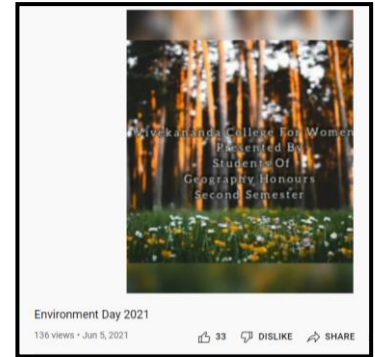 Vivekananda College For Women
Presented By
Students Of
Geography Honours
Second Semester
Environment Day 2021
136 views • Jun 5, 2021
33 DISLIKE SHARE